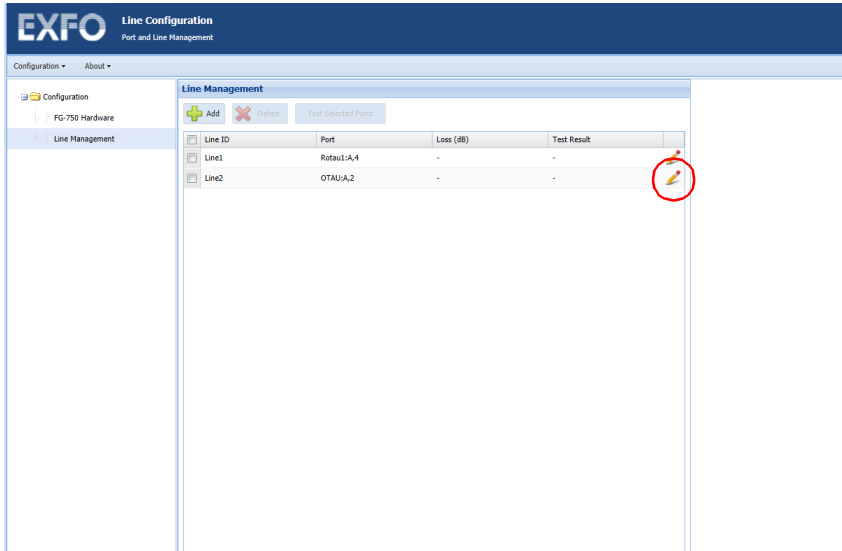 EXFO Line Configuration
Port and Line Management
Configuration About
Configuration
FG-750 Hardware
Line Management
Line Management
Add Delete Test Selected Ports
Line ID Port Loss (dB) Test Result
Line1 Rotau1:A,4 - -
Line2 OTAU:A,2 - -